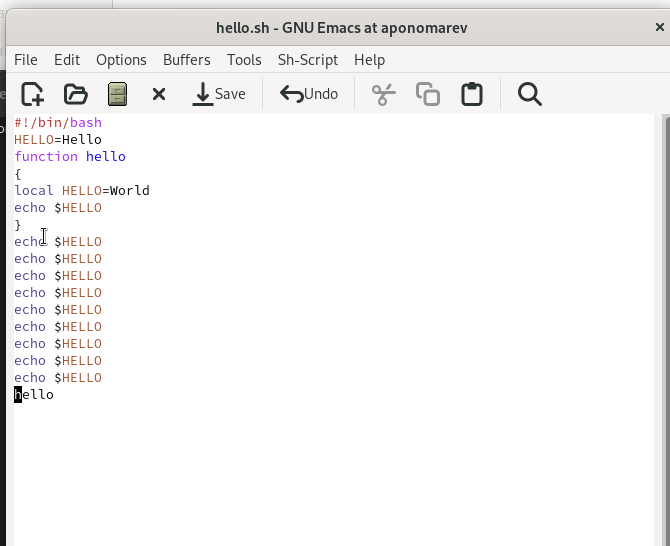 hello.sh - GNU Emacs at aponomarev
File Edit Options Buffers Tools Sh-Script Help
Save Undo
#!/bin/bash
HELLO=Hello
function hello
{
local HELLO=World
echo $HELLO
}
echo $HELLO
echo $HELLO
echo $HELLO
echo $HELLO
echo $HELLO
echo $HELLO
echo $HELLO
echo $HELLO
echo $HELLO
hello